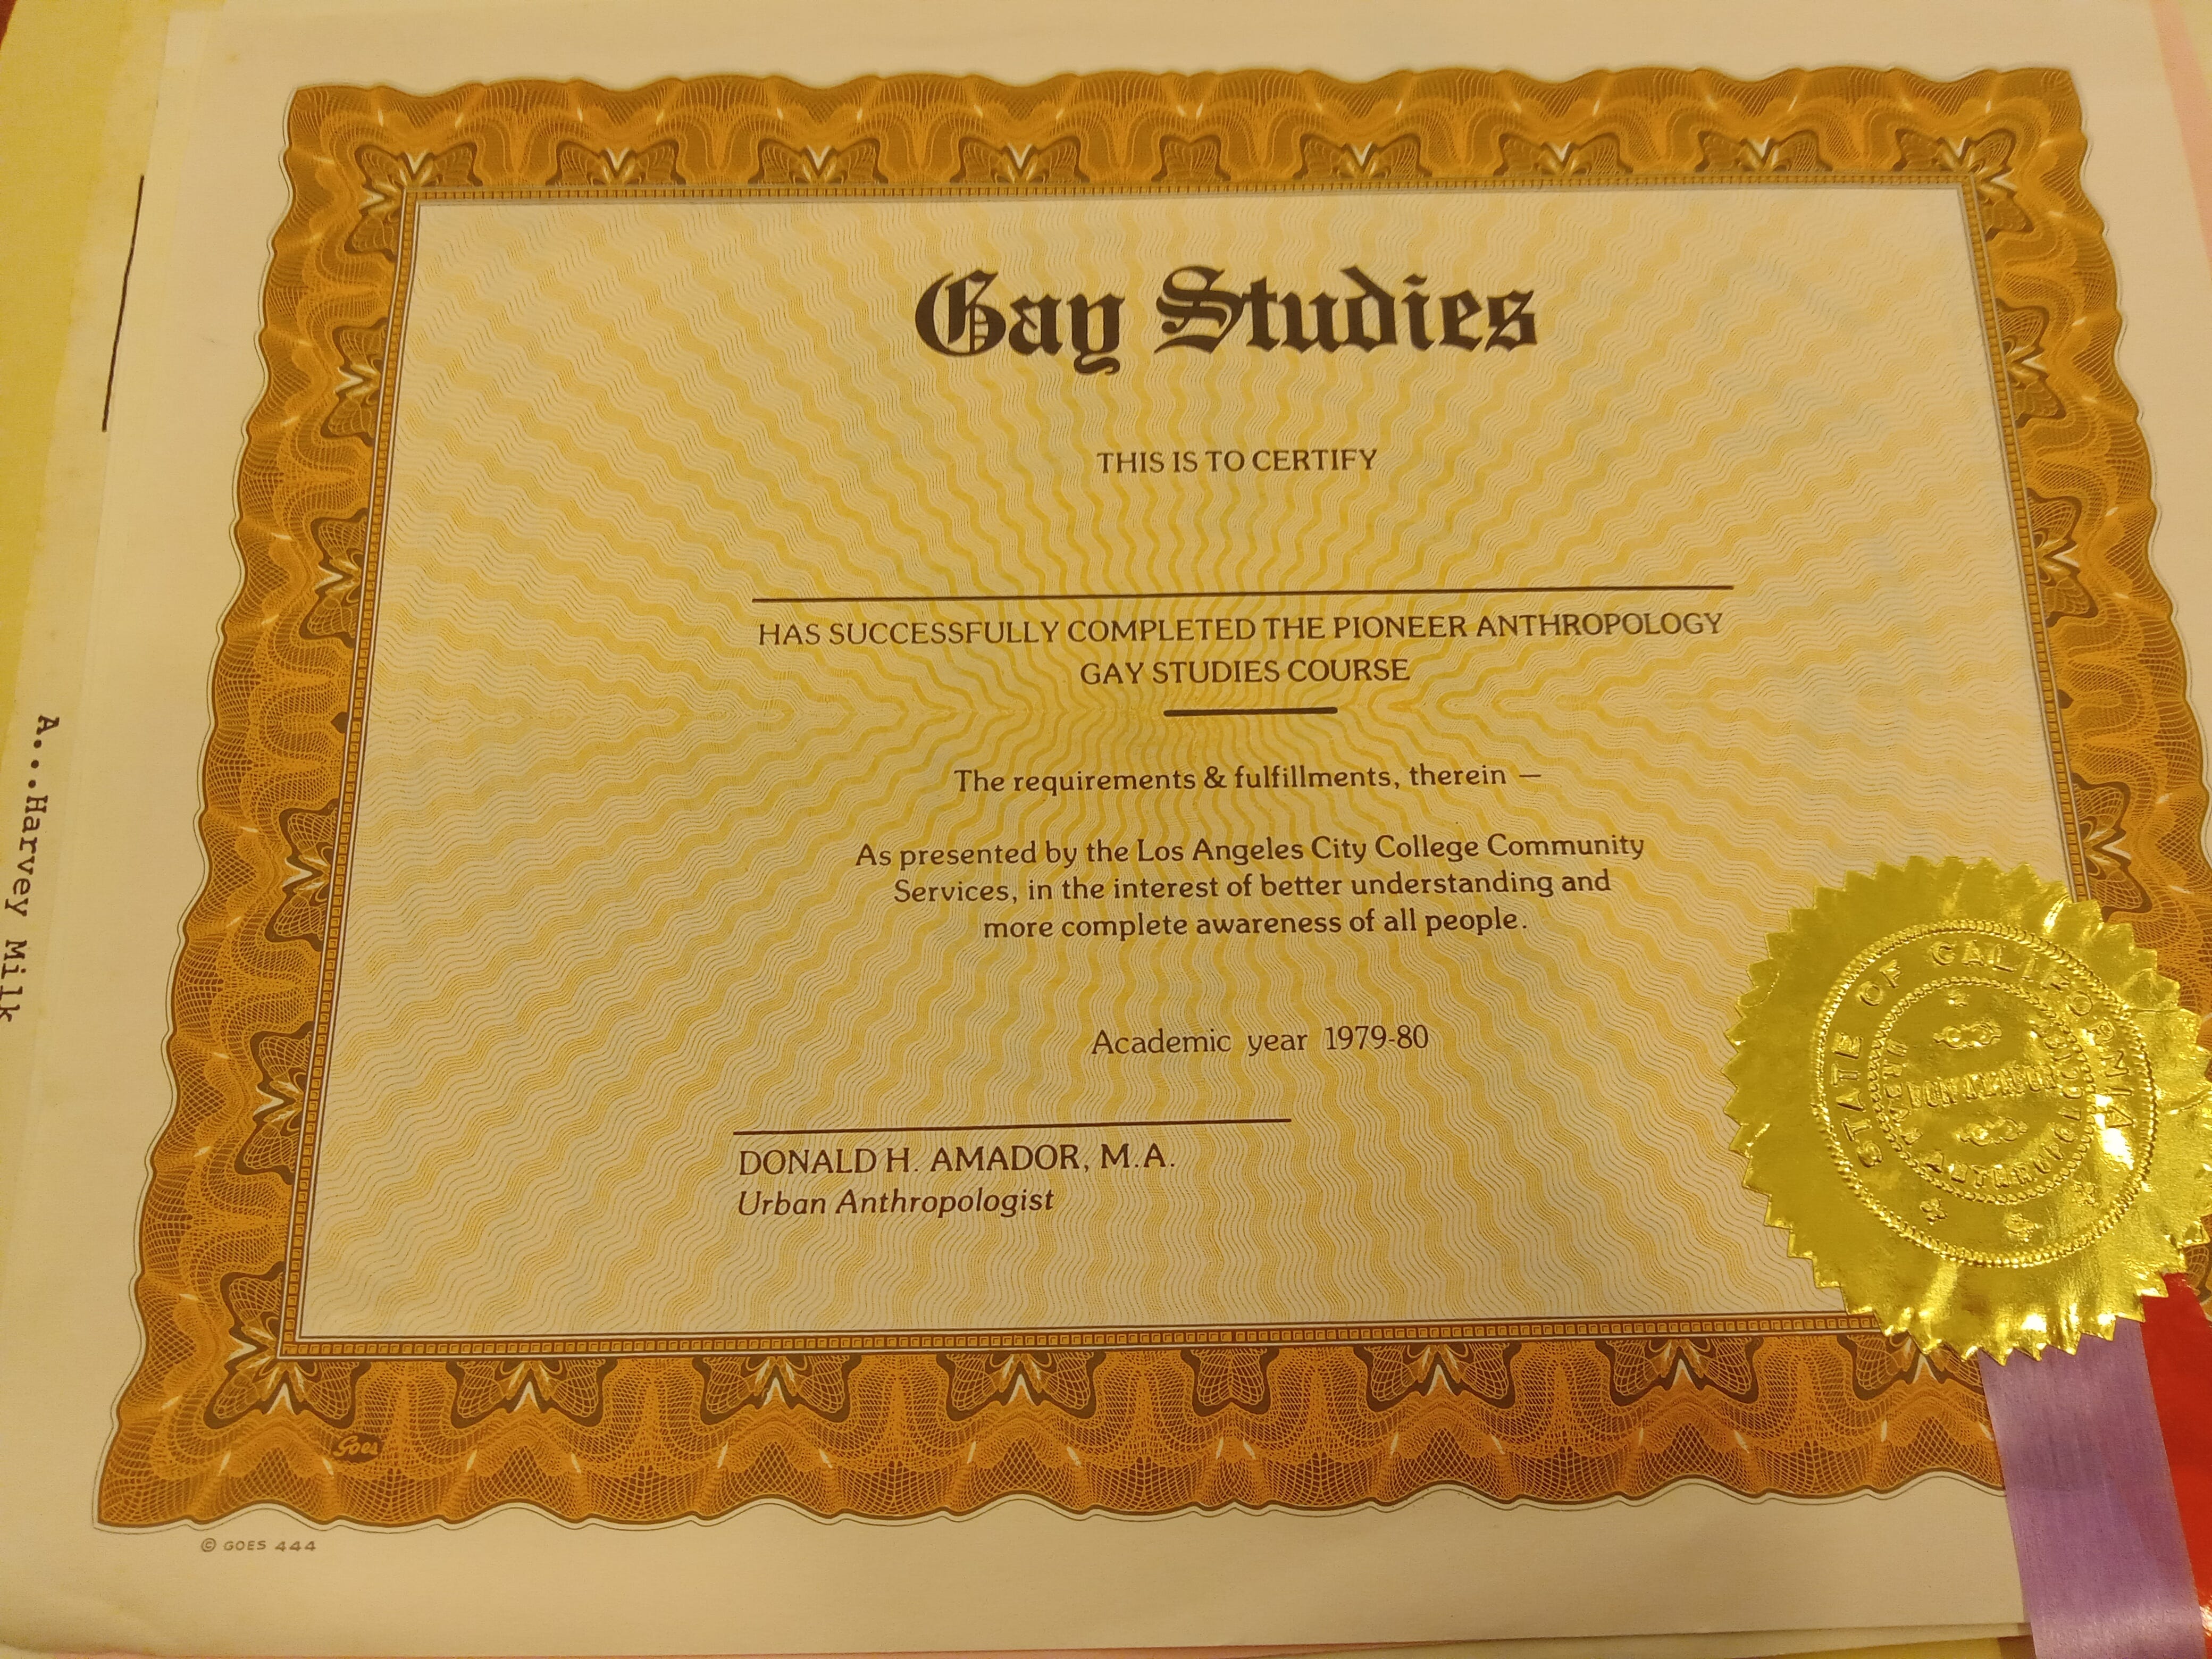 Gay Studies
THIS IS TO CERTIFY
HAS SUCCESSFULLY COMPLETED THE PIONEER ANTHROPOLOGY
GAY STUDIES COURSE
The requirements & fulfillments, therein —
As presented by the Los Angeles City College Community
Services, in the interest of better understanding and
more complete awareness of all people.
Academic year 1979-80
DONALD H. AMADOR, M.A.
Urban Anthropologist
STATE OF CALIFORNIA
Goes
© GOES 444
A....Harvey Milk